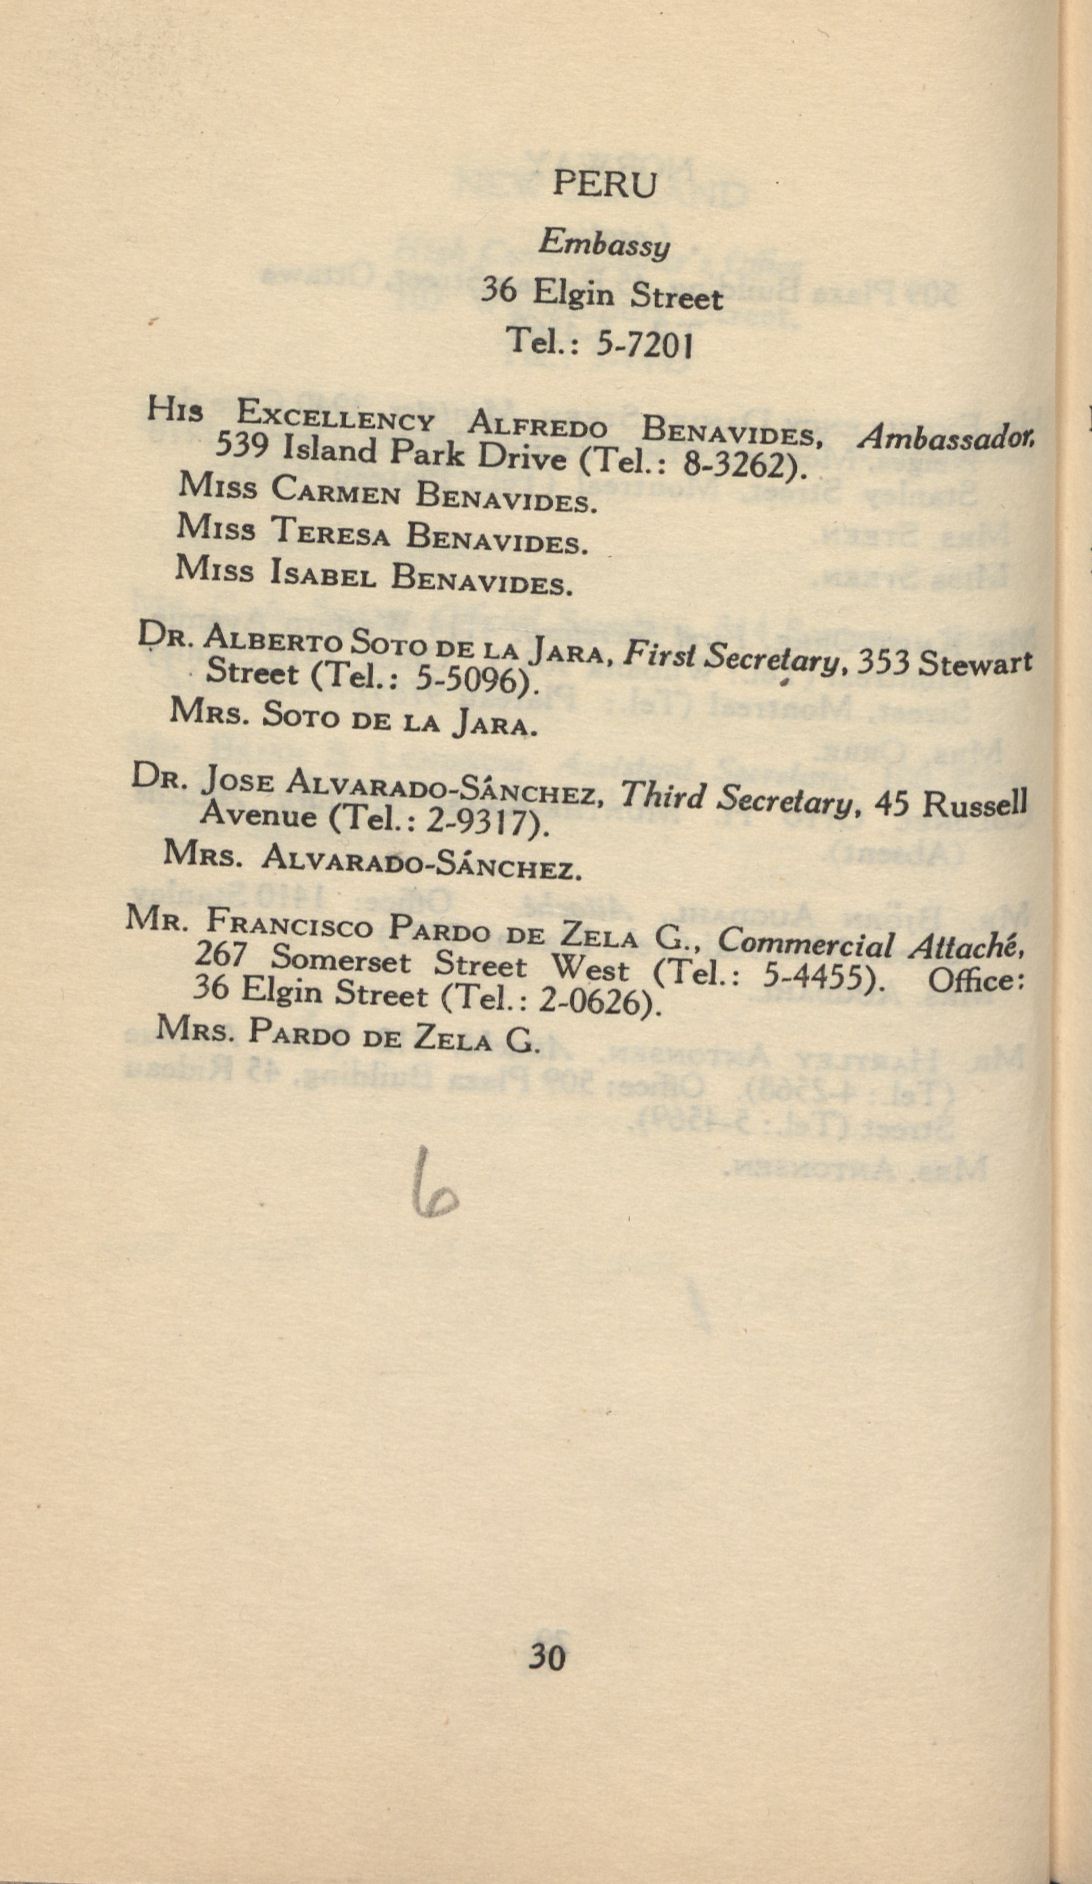 PERU
Embassy
36 Elgin Street
Tel.: 5-7201
His Excellency Alfredo Benavides, Ambassador,
539 Island Park Drive (Tel.: 8-3262).
Miss Carmen Benavides.
Miss Teresa Benavides.
Miss Isabel Benavides.
Dr. Alberto Soto de la Jara, First Secretary, 353 Stewart
Street (Tel.: 5-5096).
Mrs. Soto de la Jara.
Dr. Jose Alvarado-Sánchez, Third Secretary, 45 Russell
Avenue (Tel.: 2-9317).
Mrs. Alvarado-Sánchez.
Mr. Francisco Pardo de Zela G., Commercial Attaché,
267 Somerset Street West (Tel.: 5-4455). Office:
36 Elgin Street (Tel.: 2-0626).
Mrs. Pardo de Zela G.
6
30